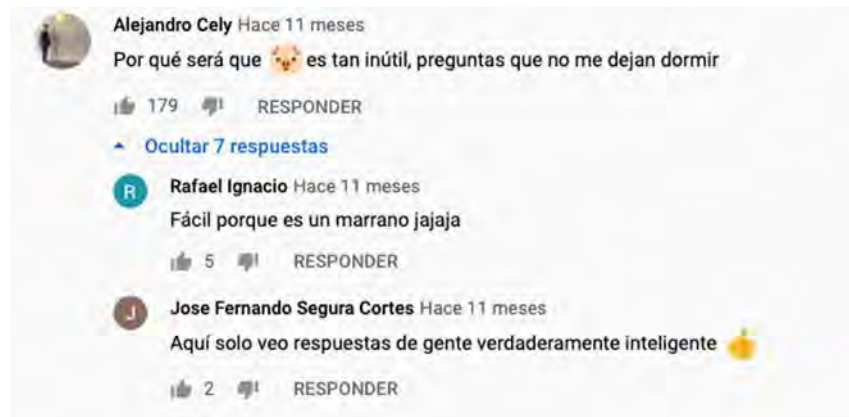 Alejandro Cely Hace 11 meses
Por qué será que 🐷 es tan inútil, preguntas que no me dejan dormir
179 RESPONDER
Ocultar 7 respuestas
R
Rafael Ignacio Hace 11 meses
Fácil porque es un marrano jajaja
5 RESPONDER
J
Jose Fernando Segura Cortes Hace 11 meses
Aquí solo veo respuestas de gente verdaderamente inteligente 👍
2 RESPONDER